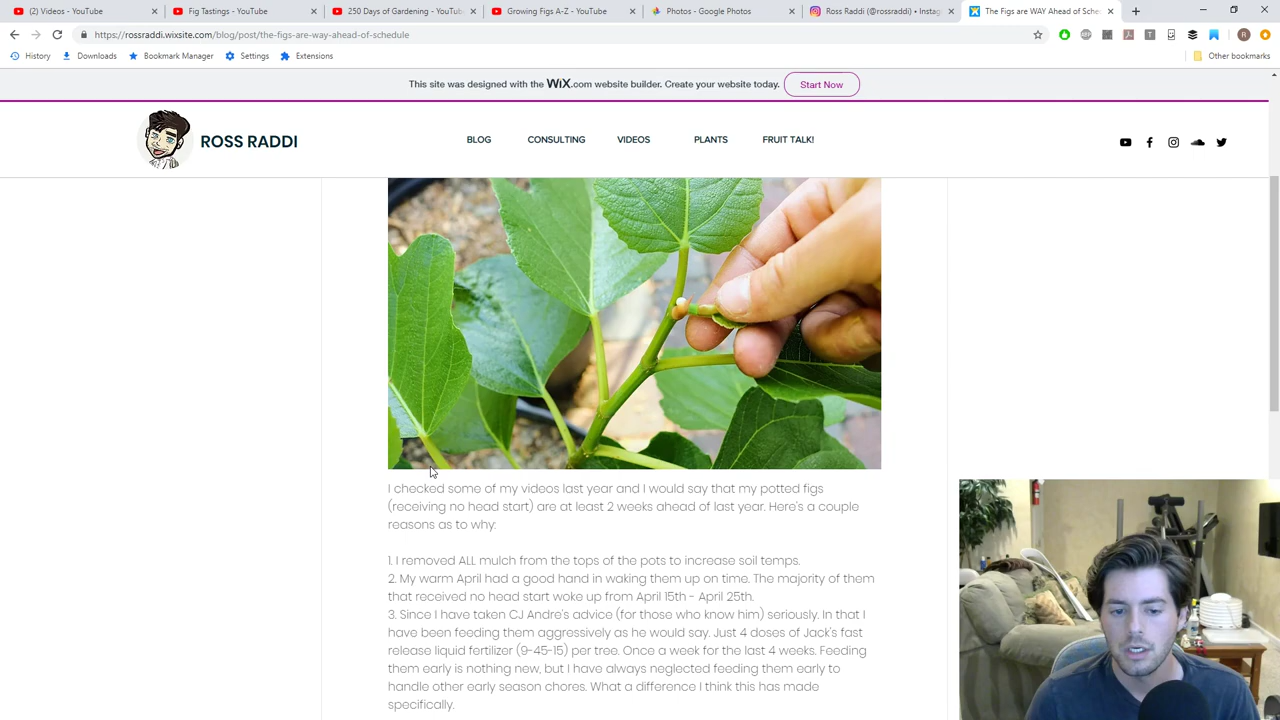 (2) Videos - YouTube
Fig Tastings - YouTube
250 Days of Gardening - YouTube
Growing Figs A-Z - YouTube
Photos - Google Photos
Ross Raddi (@rossraddi) • Insta
The Figs are WAY Ahead of Sche
https://rossraddi.wixsite.com/blog/post/the-figs-are-way-ahead-of-schedule
History
Downloads
Bookmark Manager
Settings
Extensions
Other bookmarks
This site was designed with the WiX.com website builder. Create your website today.
Start Now
ROSS RADDI
BLOG
CONSULTING
VIDEOS
PLANTS
FRUIT TALK!
I checked some of my videos last year and I would say that my potted figs
(receiving no head start) are at least 2 weeks ahead of last year. Here's a couple
reasons as to why:
1. I removed ALL mulch from the tops of the pots to increase soil temps.
2. My warm April had a good hand in waking them up on time. The majority of them
that received no head start woke up from April 15th - April 25th.
3. Since I have taken CJ Andre's advice (for those who know him) seriously. In that I
have been feeding them aggressively as he would say. Just 4 doses of Jack's fast
release liquid fertilizer (9-45-15) per tree. Once a week for the last 4 weeks. Feeding
them early is nothing new, but I have always neglected feeding them early to
handle other early season chores. What a difference I think this has made
specifically.